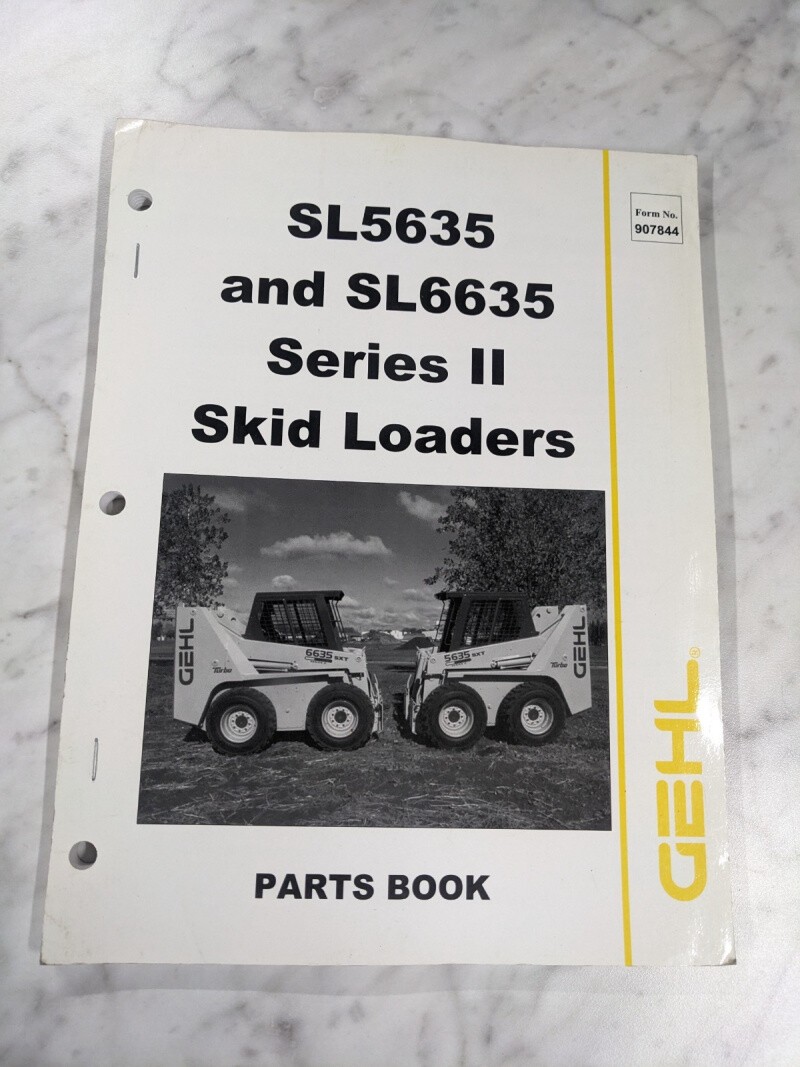 SL5635
and SL6635
Series II
Skid Loaders
Form No.
907844
GEHL
Turbo
6635 SXT
5635 SXT
Turbo
GEHL
GEHL®
PARTS BOOK